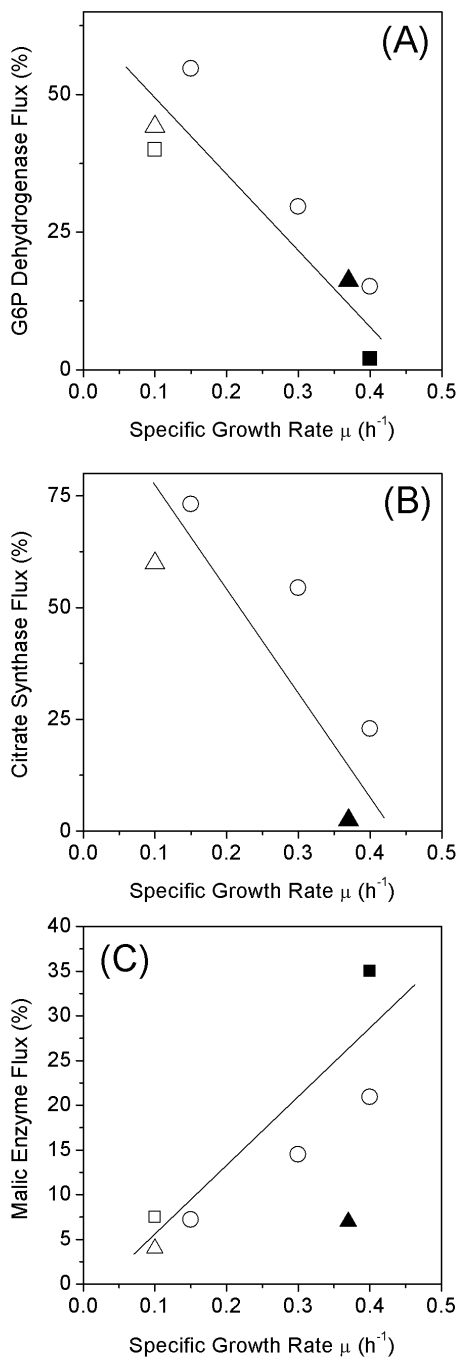 (A)
G6P Dehydrogenase Flux (%)
50
25
0
0.0 0.1 0.2 0.3 0.4 0.5
Specific Growth Rate μ (h⁻¹)
(B)
Citrate Synthase Flux (%)
75
50
25
0
0.0 0.1 0.2 0.3 0.4 0.5
Specific Growth Rate μ (h⁻¹)
(C)
Malic Enzyme Flux (%)
40
35
30
25
20
15
10
5
0
0.0 0.1 0.2 0.3 0.4 0.5
Specific Growth Rate μ (h⁻¹)